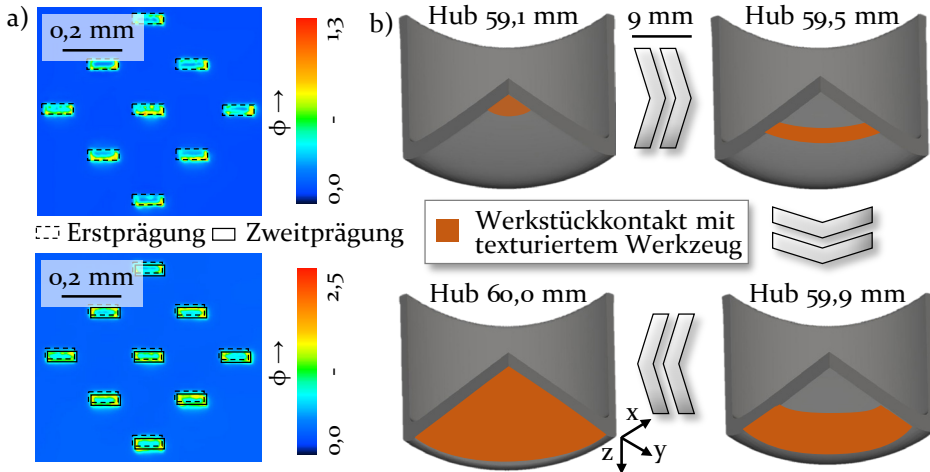 a)
0,2 mm
1,3
-
0,0
ϕ →
Erstprägung Zweitprägung
0,2 mm
2,5
-
0,0
ϕ →
b)
Hub 59,1 mm
9 mm
Hub 59,5 mm
Werkstückkontakt mit
texturiertem Werkzeug
Hub 60,0 mm
Hub 59,9 mm
x
y
z